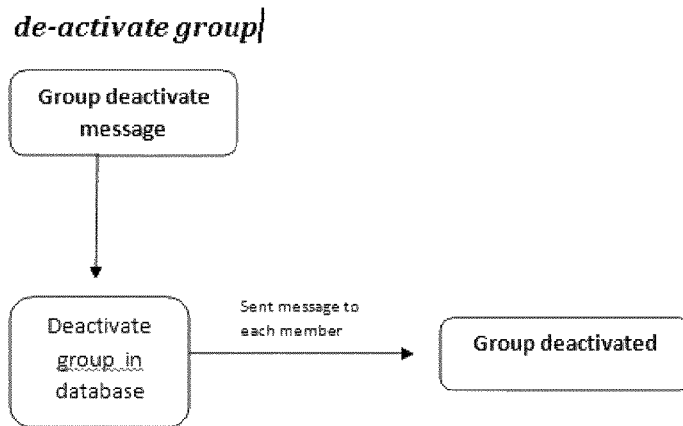 de-activate group
Group deactivate
message
Deactivate
group in
database
Sent message to
each member
Group deactivated